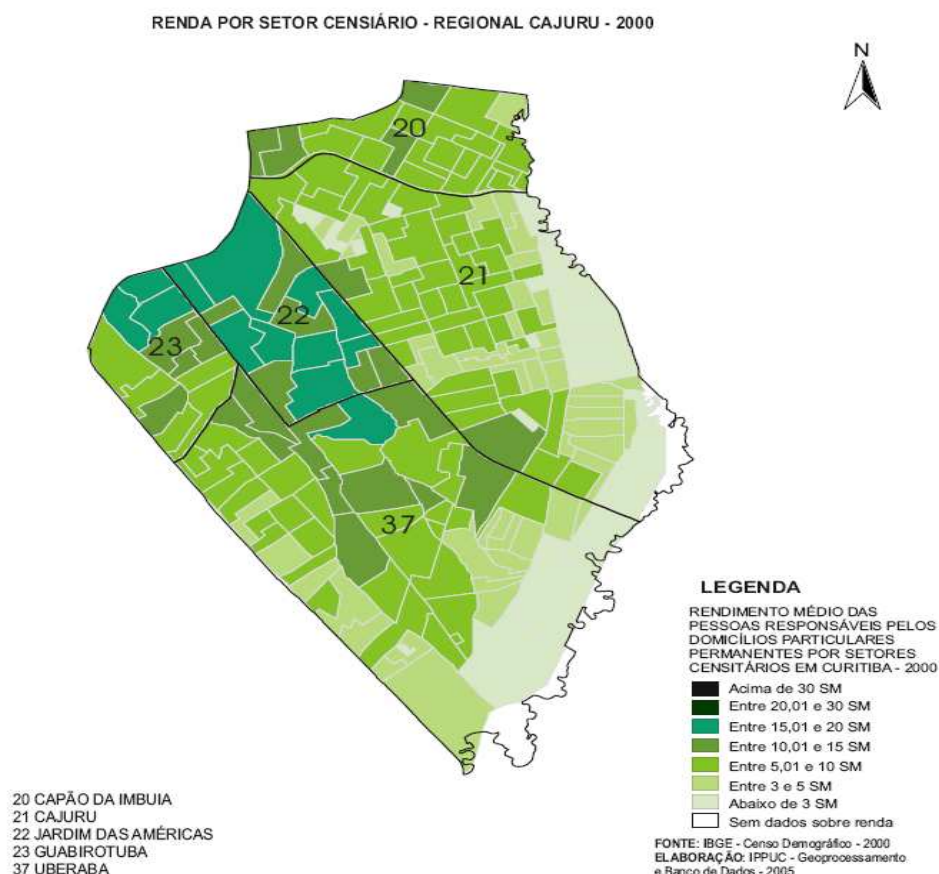 RENDA POR SETOR CENSIÁRIO - REGIONAL CAJURU - 2000
N
20
21
22
23
37
LEGENDA
RENDIMENTO MÉDIO DAS
PESSOAS RESPONSÁVEIS PELOS
DOMICÍLIOS PARTICULARES
PERMANENTES POR SETORES
CENSITÁRIOS EM CURITIBA - 2000
Acima de 30 SM
Entre 20,01 e 30 SM
Entre 15,01 e 20 SM
Entre 10,01 e 15 SM
Entre 5,01 e 10 SM
Entre 3 e 5 SM
Abaixo de 3 SM
Sem dados sobre renda
20 CAPÃO DA IMBUIA
21 CAJURU
22 JARDIM DAS AMÉRICAS
23 GUABIROTUBA
37 UBERABA
FONTE: IBGE - Censo Demográfico - 2000
ELABORAÇÃO: IPPUC - Geoprocessamento
e Banco de Dados - 2005